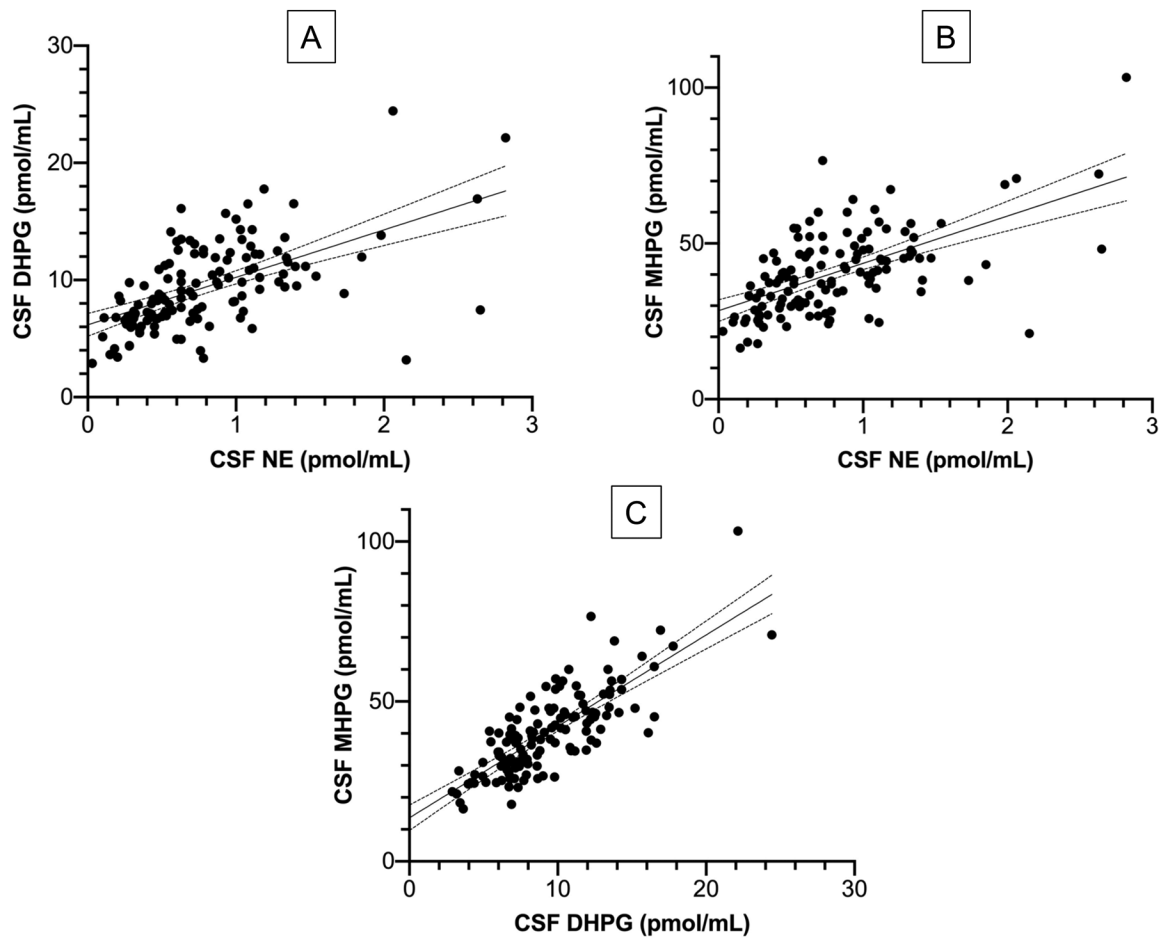 A
30
20
10
0
CSF DHPG (pmol/mL)
0 1 2 3
CSF NE (pmol/mL)
B
100
50
0
CSF MHPG (pmol/mL)
0 1 2 3
CSF NE (pmol/mL)
C
100
50
0
CSF MHPG (pmol/mL)
0 10 20 30
CSF DHPG (pmol/mL)